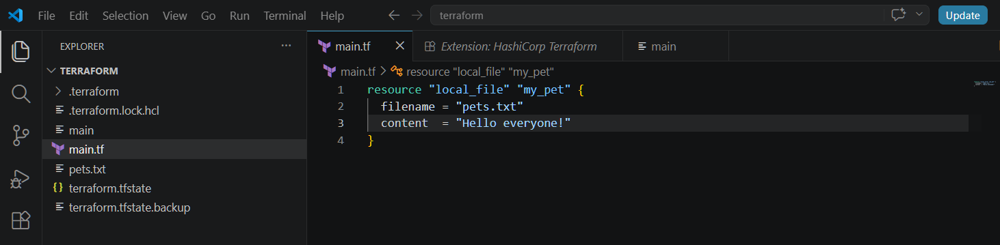 File Edit Selection View Go Run Terminal Help
terraform
Update
EXPLORER
TERRAFORM
.terraform
.terraform.lock.hcl
main
main.tf
pets.txt
terraform.tfstate
terraform.tfstate.backup
main.tf
Extension: HashiCorp Terraform
main
main.tf > resource "local_file" "my_pet"
1 resource "local_file" "my_pet" {
2 filename = "pets.txt"
3 content  = "Hello everyone!"
4 }